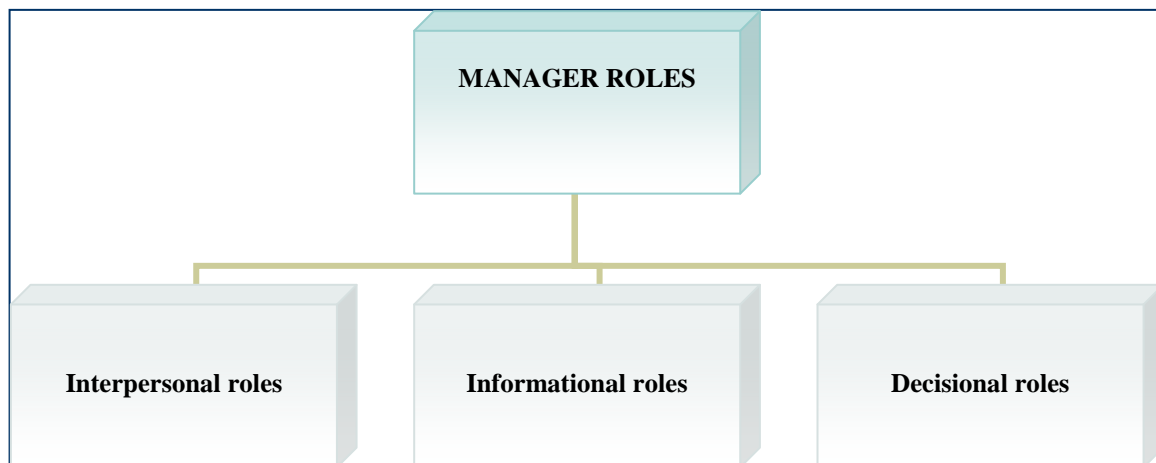 MANAGER ROLES
Interpersonal roles
Informational roles
Decisional roles